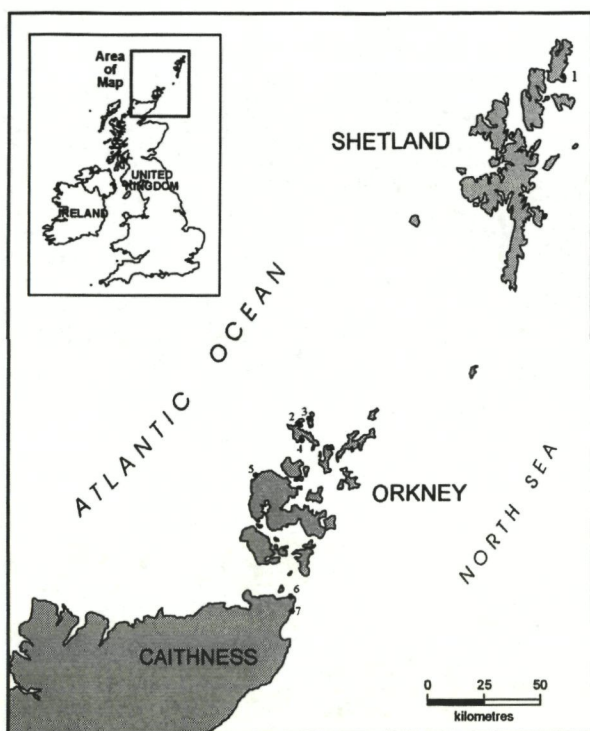 Area
of
Map
UNITED
KINGDOM
IRELAND
1
SHETLAND
ATLANTIC OCEAN
2
3
4
5
ORKNEY
NORTH SEA
6
7
CAITHNESS
0 25 50
kilometres